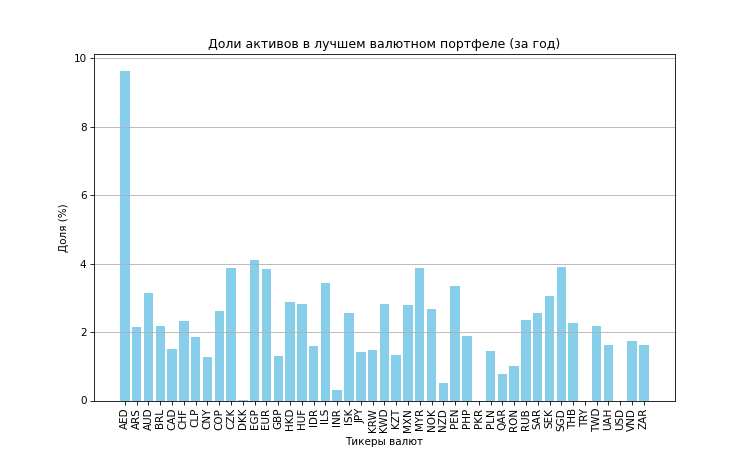 Доли активов в лучшем валютном портфеле (за год)
10
8
6
4
2
0
Доля (%)
AED ARS AUD BRL CAD CHF CLP CNY COP CZK DKK EGP EUR GBP HKD HUF IDR ILS INR ISK JPY KRW KWD KZT MXN MYR NOK NZD PEN PHP PKR PLN QAR RON RUB SAR SEK SGD THB TRY TWD UAH USD VND ZAR
Тикеры валют